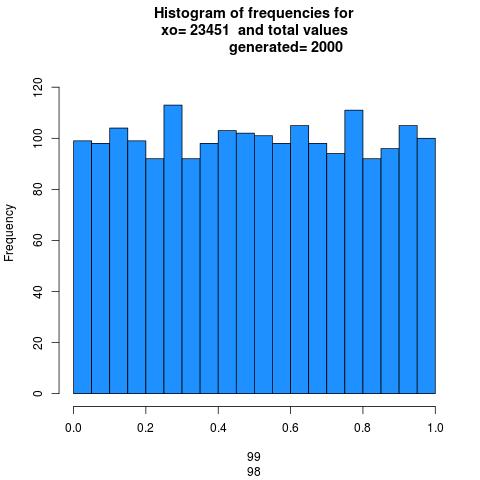 Histogram of frequencies for
xo= 23451 and total values
generated= 2000
Frequency
120
100
80
60
40
20
0
0.0 0.2 0.4 0.6 0.8 1.0
99
98